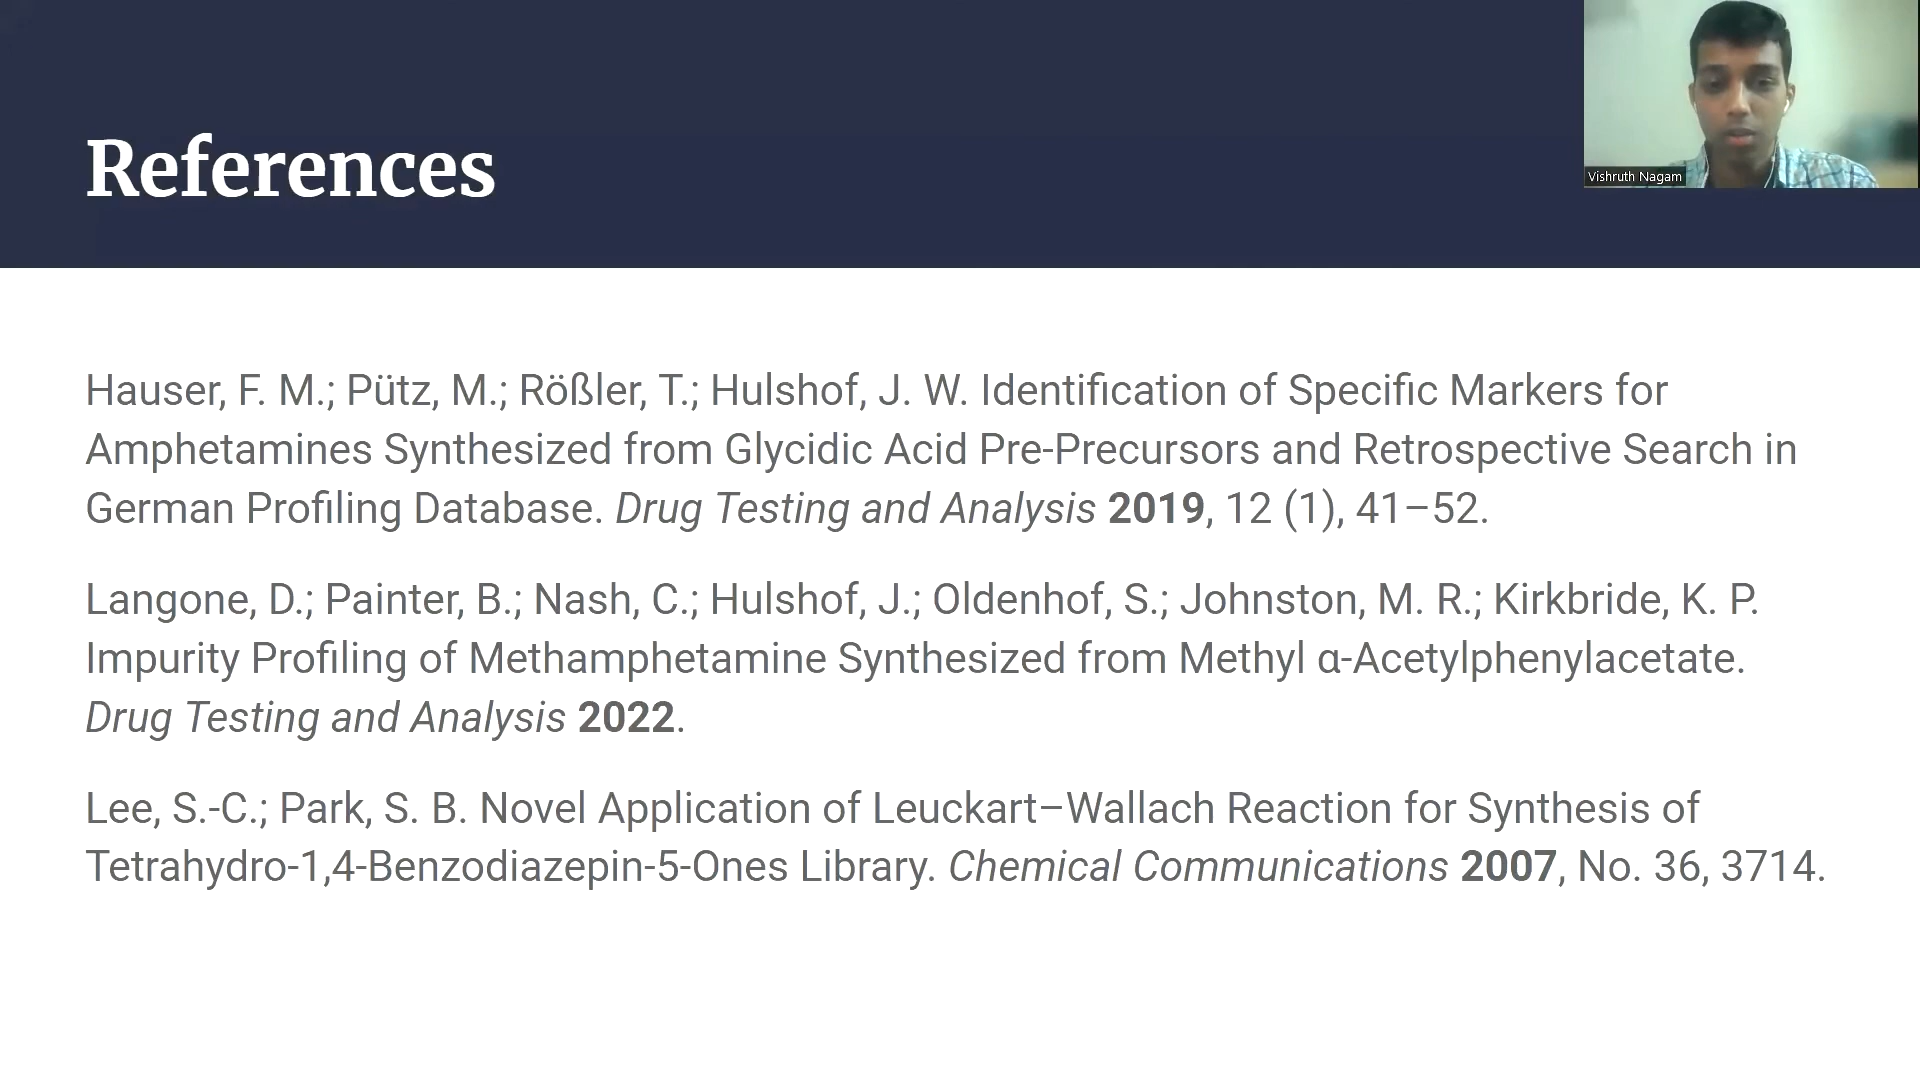 References
Vishruth Nagam
Hauser, F. M.; Pütz, M.; Rößler, T.; Hulshof, J. W. Identification of Specific Markers for
Amphetamines Synthesized from Glycidic Acid Pre-Precursors and Retrospective Search in
German Profiling Database. Drug Testing and Analysis 2019, 12 (1), 41–52.
Langone, D.; Painter, B.; Nash, C.; Hulshof, J.; Oldenhof, S.; Johnston, M. R.; Kirkbride, K. P.
Impurity Profiling of Methamphetamine Synthesized from Methyl α-Acetylphenylacetate.
Drug Testing and Analysis 2022.
Lee, S.-C.; Park, S. B. Novel Application of Leuckart–Wallach Reaction for Synthesis of
Tetrahydro-1,4-Benzodiazepin-5-Ones Library. Chemical Communications 2007, No. 36, 3714.